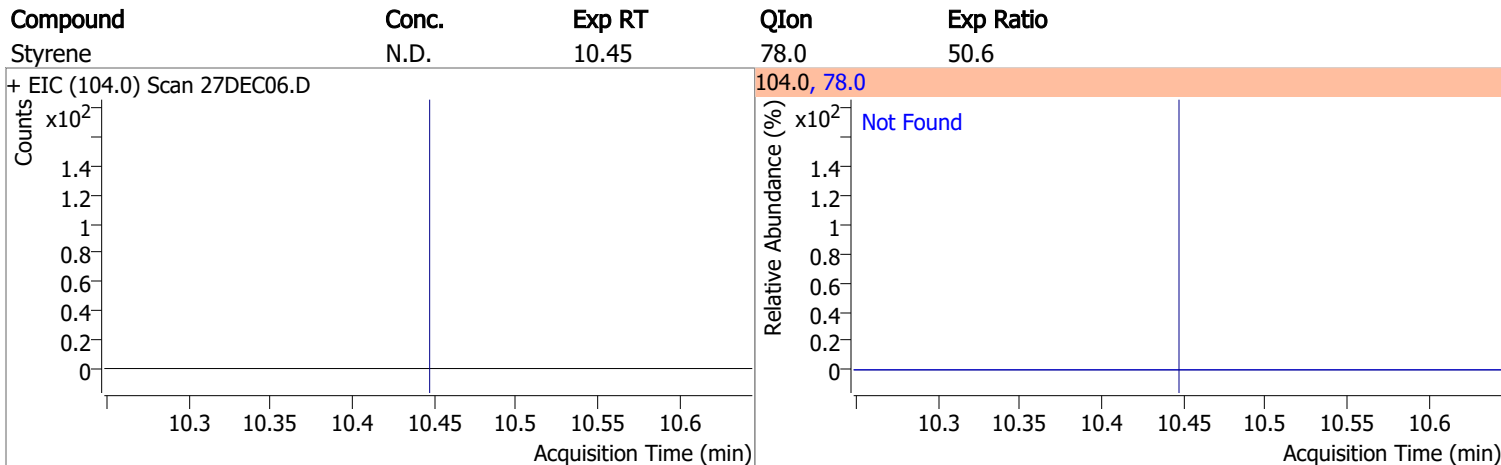 Compound Conc. Exp RT QIon Exp Ratio
Styrene N.D. 10.45 78.0 50.6
+ EIC (104.0) Scan 27DEC06.D
Counts
x10²
1.4
1.2
1
0.8
0.6
0.4
0.2
0
10.3 10.35 10.4 10.45 10.5 10.55 10.6
Acquisition Time (min)
104.0, 78.0
Relative Abundance (%)
x10²
Not Found
1.4
1.2
1
0.8
0.6
0.4
0.2
0
10.3 10.35 10.4 10.45 10.5 10.55 10.6
Acquisition Time (min)